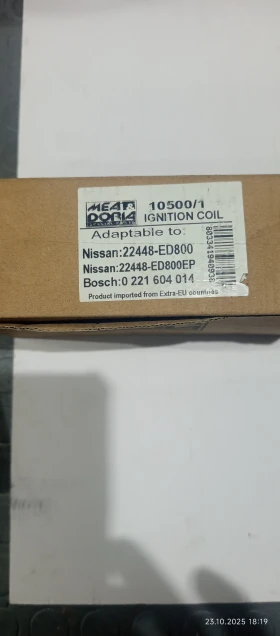 MEAT&
DORIA
10500/1
IGNITION COIL
Adaptable to:
Nissan:22448-ED800
Nissan:22448-ED800EP
Bosch:0 221 604 014
Product imported from Extra-EU countries
23.10.2025 18:19